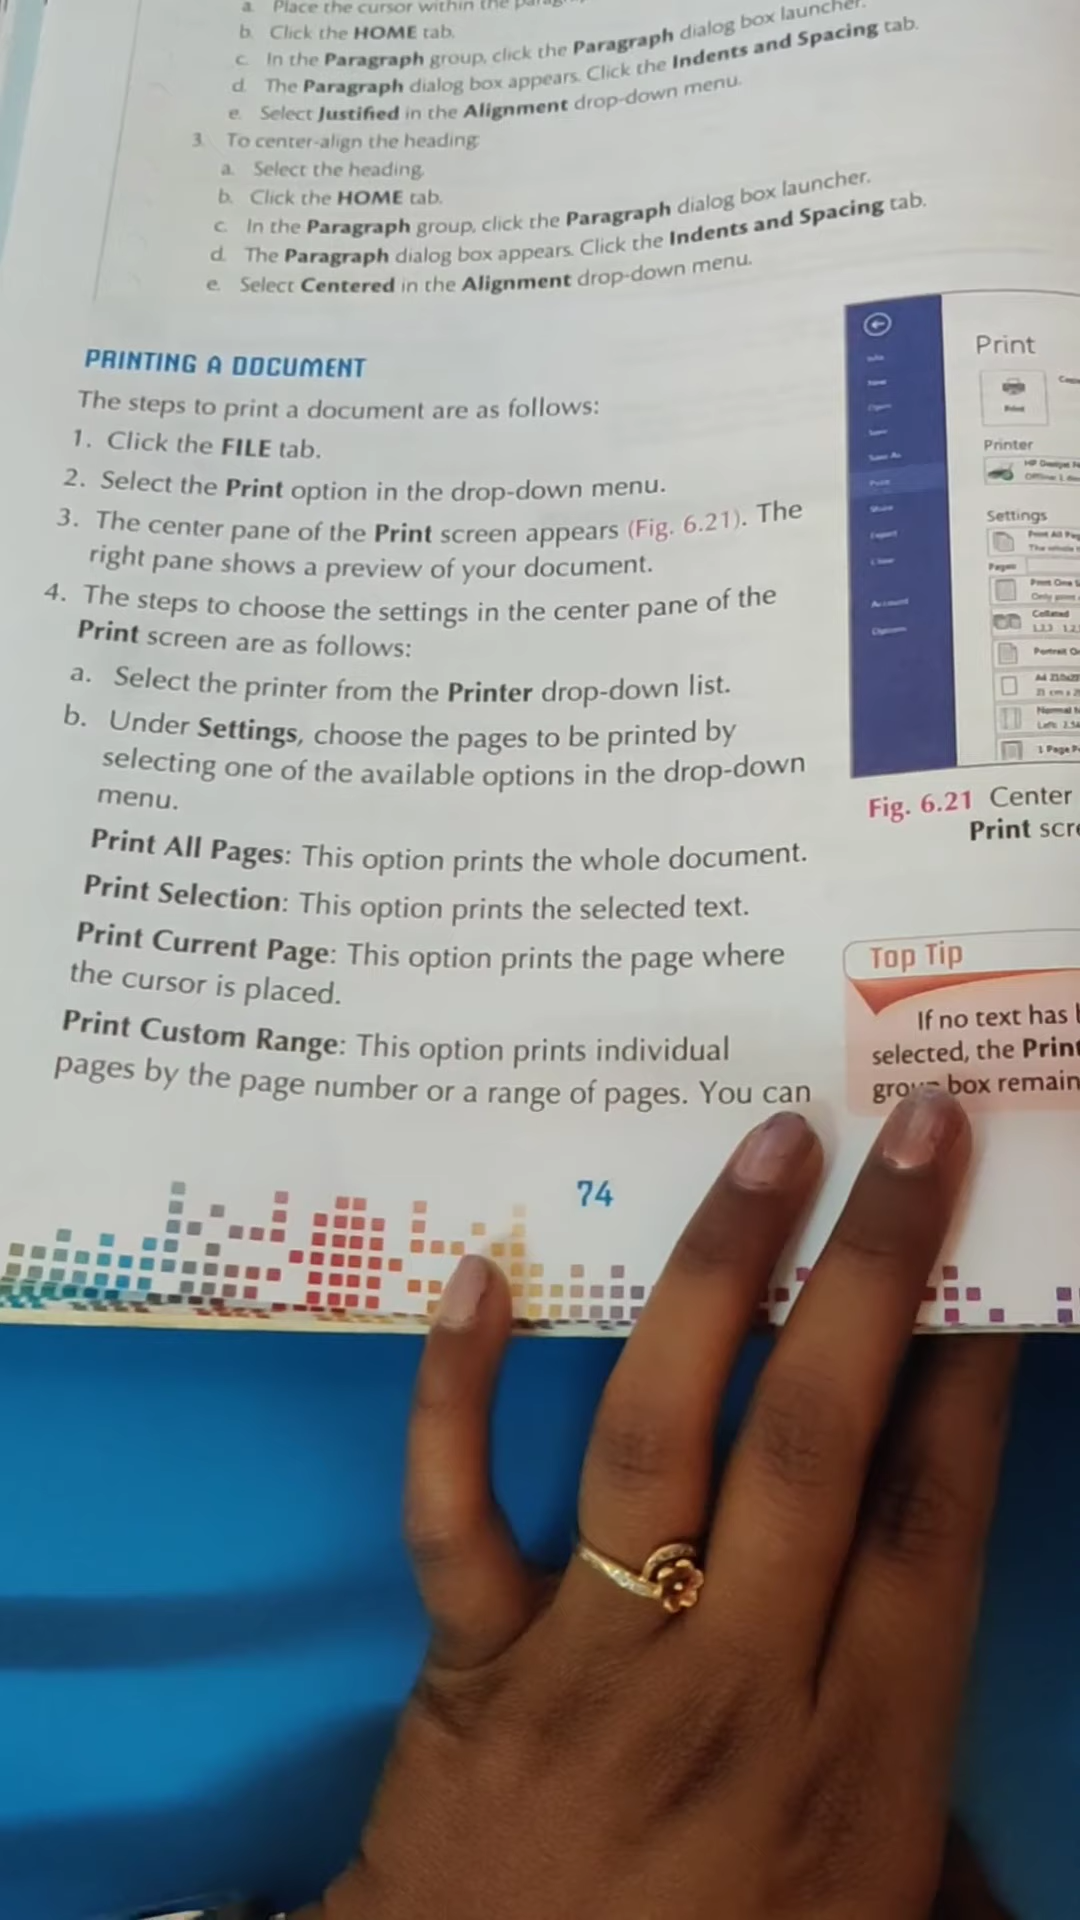 a. Place the cursor within the
b. Click the HOME tab.
c. In the Paragraph group, click the Paragraph dialog box launcher.
d. The Paragraph dialog box appears. Click the Indents and Spacing tab.
e. Select Justified in the Alignment drop-down menu.
3. To center-align the heading:
a. Select the heading.
b. Click the HOME tab.
c. In the Paragraph group, click the Paragraph dialog box launcher.
d. The Paragraph dialog box appears. Click the Indents and Spacing tab.
e. Select Centered in the Alignment drop-down menu.
PRINTING A DOCUMENT
The steps to print a document are as follows:
1. Click the FILE tab.
2. Select the Print option in the drop-down menu.
3. The center pane of the Print screen appears (Fig. 6.21). The
right pane shows a preview of your document.
4. The steps to choose the settings in the center pane of the
Print screen are as follows:
a. Select the printer from the Printer drop-down list.
b. Under Settings, choose the pages to be printed by
selecting one of the available options in the drop-down
menu.
Print All Pages: This option prints the whole document.
Print Selection: This option prints the selected text.
Print Current Page: This option prints the page where
the cursor is placed.
Print Custom Range: This option prints individual
pages by the page number or a range of pages. You can
74
Print
Print
Printer
Settings
Pages
Collated
Portrait
Fig. 6.21 Center
Print
Top Tip
If no text has
selected, the Print
box remain